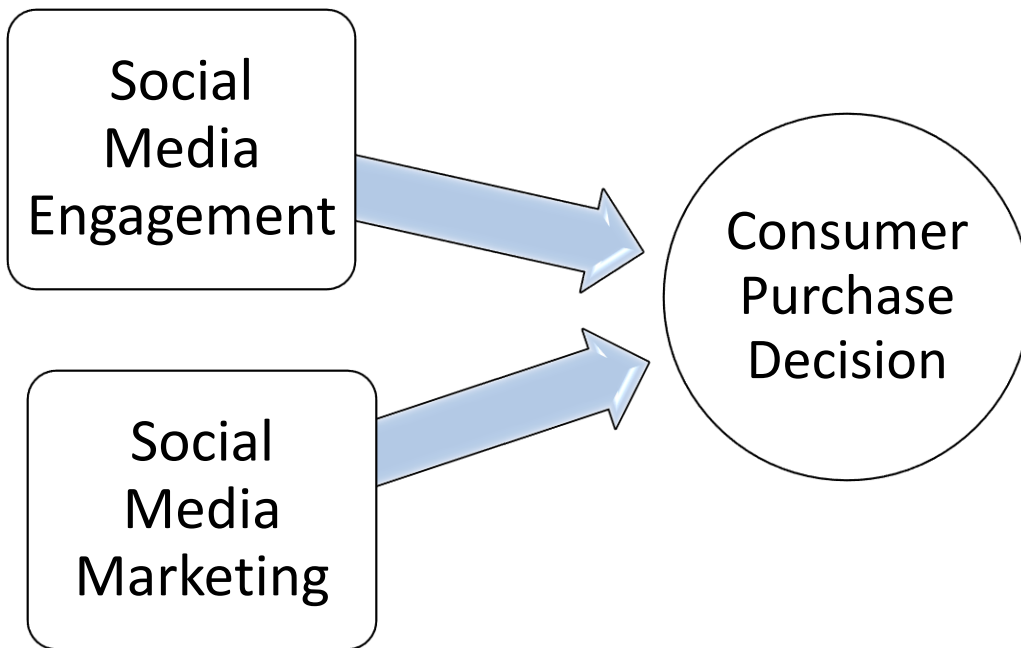 Social
Media
Engagement
Consumer
Purchase
Decision
Social
Media
Marketing